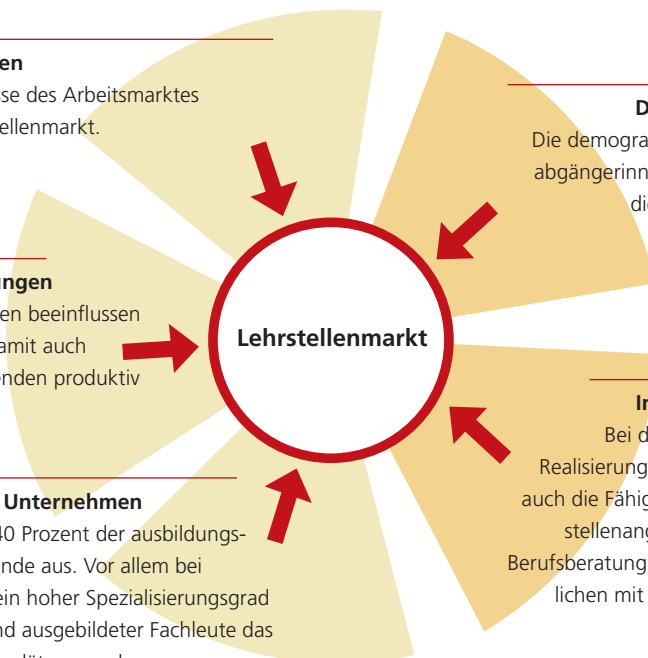 en
se des Arbeitsmarktes
ellenmarkt.
ungen
en beeinflussen
amit auch
enden produktiv
Unternehmen
40 Prozent der ausbildungs-
ende aus. Vor allem bei
ein hoher Spezialisierungsgrad
nd ausgebildeter Fachleute das
Lehrstellenmarkt
D
Die demogra
abgängerinn
di
In
Bei d
Realisierung
auch die Fähig
stellenang
Berufsberatung
lichen mit